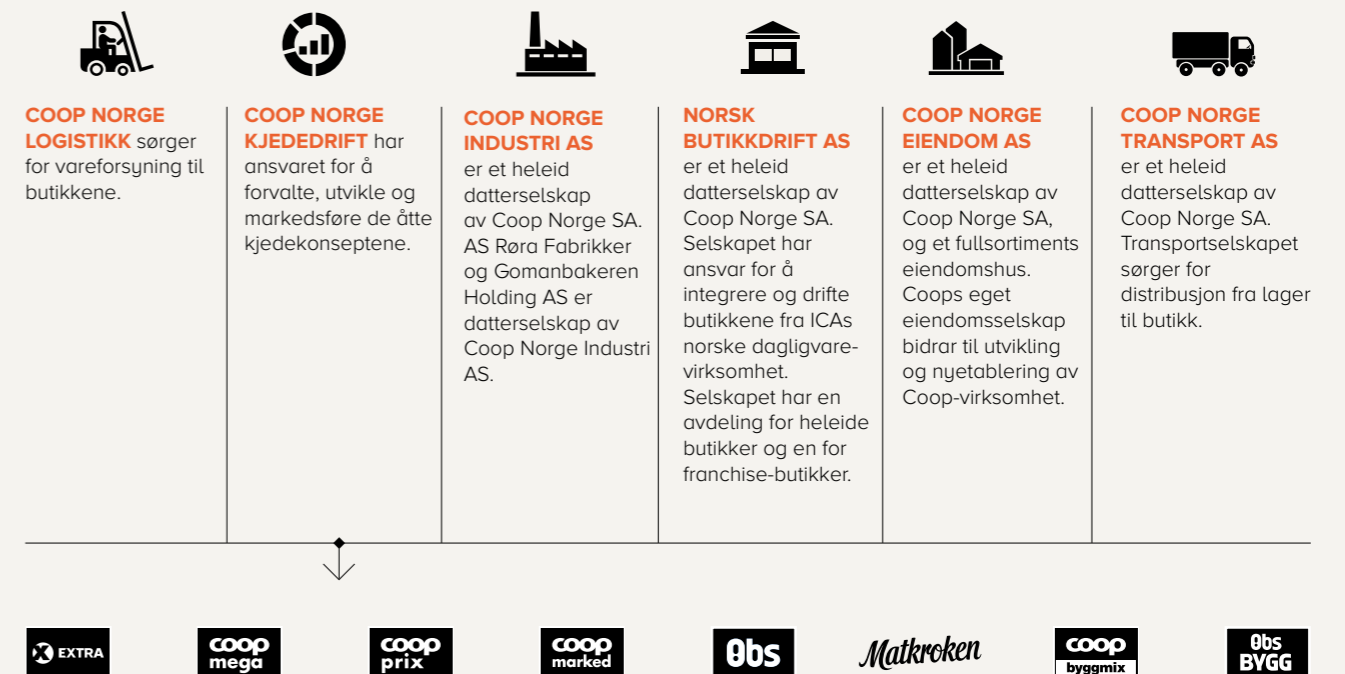 COOP NORGE
LOGISTIKK sørger
for vareforsyning til
butikkene.
COOP NORGE
KJEDEDRIFT har
ansvaret for å
forvalte, utvikle og
markedsføre de åtte
kjedekonseptene.
COOP NORGE
INDUSTRI AS
er et heleid
datterselskap
av Coop Norge SA.
AS Røra Fabrikker
og Gomanbakeren
Holding AS er
datterselskap av
Coop Norge Industri
AS.
NORSK
BUTIKKDRIFT AS
er et heleid
datterselskap av
Coop Norge SA.
Selskapet har
ansvar for å
integrere og drifte
butikkene fra ICAs
norske dagligvare-
virksomhet.
Selskapet har en
avdeling for heleide
butikker og en for
franchise-butikker.
COOP NORGE
EIENDOM AS
er et heleid
datterselskap av
Coop Norge SA,
og et fullsortiments
eiendomshus.
Coops eget
eiendomsselskap
bidrar til utvikling
og nyetablering av
Coop-virksomhet.
COOP NORGE
TRANSPORT AS
er et heleid
datterselskap av
Coop Norge SA.
Transportselskapet
sørger for
distribusjon fra lager
til butikk.
X EXTRA
coop
mega
coop
prix
coop
marked
Obs
Matkroken
coop
byggmix
Obs
BYGG